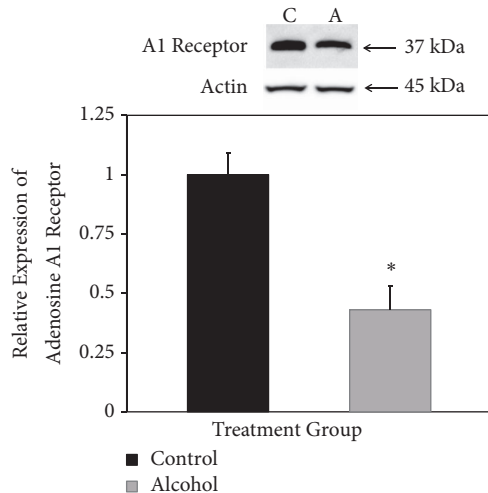 C A
A1 Receptor 37 kDa
Actin 45 kDa
Relative Expression of
Adenosine A1 Receptor
1.25
1
0.75
0.5
0.25
0
*
Treatment Group
Control
Alcohol